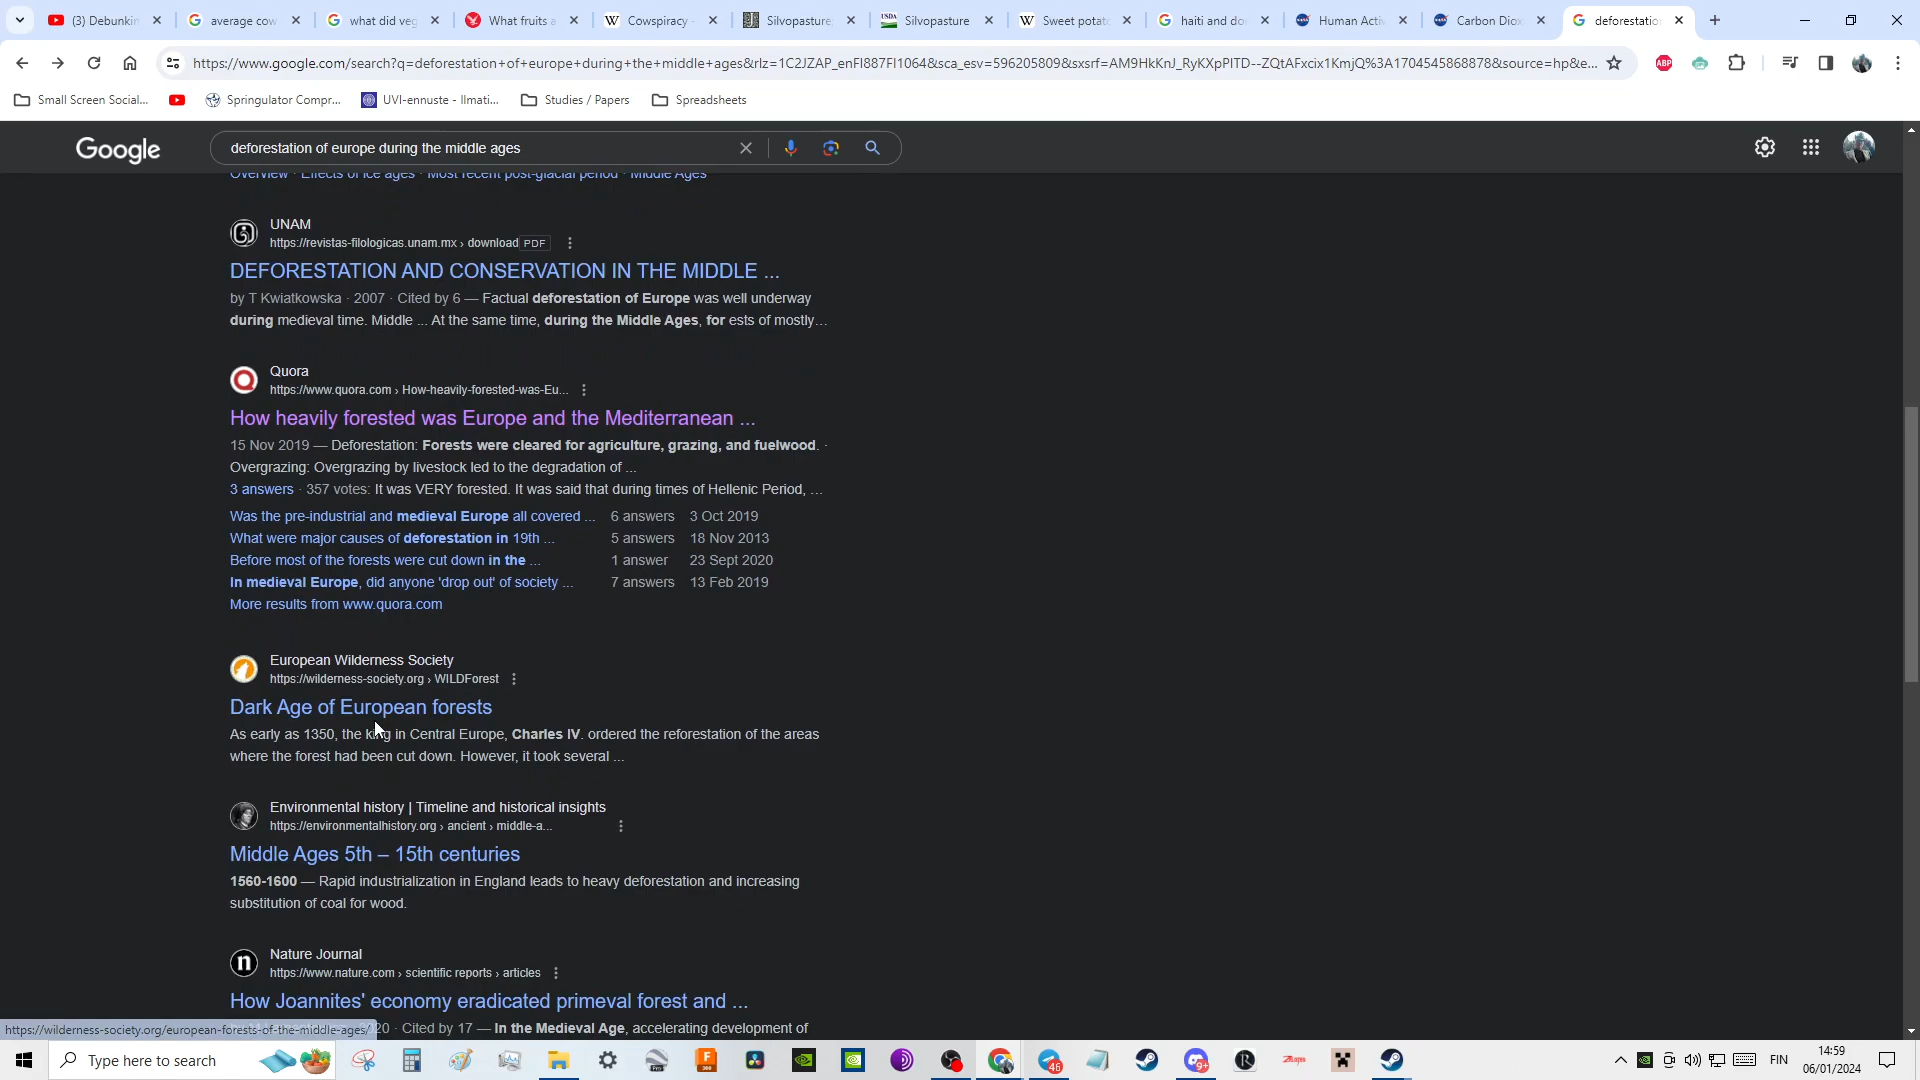 (3) Debunkin
average cow
what did veg
What fruits a
Cowspiracy -
Silvopasture
Silvopasture
Sweet potato
haiti and do
Human Activ
Carbon Diox
deforestatio
https://www.google.com/search?q=deforestation+of+europe+during+the+middle+ages&rlz=1C2JZAP_enFI887FI1064&sca_esv=596205809&sxsrf=AM9HkKnJ_RyKXpPITD--ZQtAFxcix1KmjQ%3A1704545868878&source=hp&e...
Small Screen Social...
Springulator Compr...
UVI-ennuste - Ilmati...
Studies / Papers
Spreadsheets
Google
deforestation of europe during the middle ages
Overview · Effects of ice ages · Most recent post-glacial period · Middle Ages
UNAM
https://revistas-filologicas.unam.mx › download PDF
DEFORESTATION AND CONSERVATION IN THE MIDDLE ...
by T Kwiatkowska · 2007 · Cited by 6 — Factual deforestation of Europe was well underway
during medieval time. Middle ... At the same time, during the Middle Ages, for ests of mostly...
Quora
https://www.quora.com › How-heavily-forested-was-Eu...
How heavily forested was Europe and the Mediterranean ...
15 Nov 2019 — Deforestation: Forests were cleared for agriculture, grazing, and fuelwood. ·
Overgrazing: Overgrazing by livestock led to the degradation of ...
3 answers · 357 votes: It was VERY forested. It was said that during times of Hellenic Period, ...
Was the pre-industrial and medieval Europe all covered ... 6 answers 3 Oct 2019
What were major causes of deforestation in 19th ... 5 answers 18 Nov 2013
Before most of the forests were cut down in the ... 1 answer 23 Sept 2020
In medieval Europe, did anyone 'drop out' of society ... 7 answers 13 Feb 2019
More results from www.quora.com
European Wilderness Society
https://wilderness-society.org › WILDForest
Dark Age of European forests
As early as 1350, the king in Central Europe, Charles IV. ordered the reforestation of the areas
where the forest had been cut down. However, it took several ...
Environmental history | Timeline and historical insights
https://environmentalhistory.org › ancient › middle-a...
Middle Ages 5th – 15th centuries
1560-1600 — Rapid industrialization in England leads to heavy deforestation and increasing
substitution of coal for wood.
Nature Journal
https://www.nature.com › scientific reports › articles
How Joannites' economy eradicated primeval forest and ...
20 · Cited by 17 — In the Medieval Age, accelerating development of
https://wilderness-society.org/european-forests-of-the-middle-ages/
Type here to search
FIN
14:59
06/01/2024